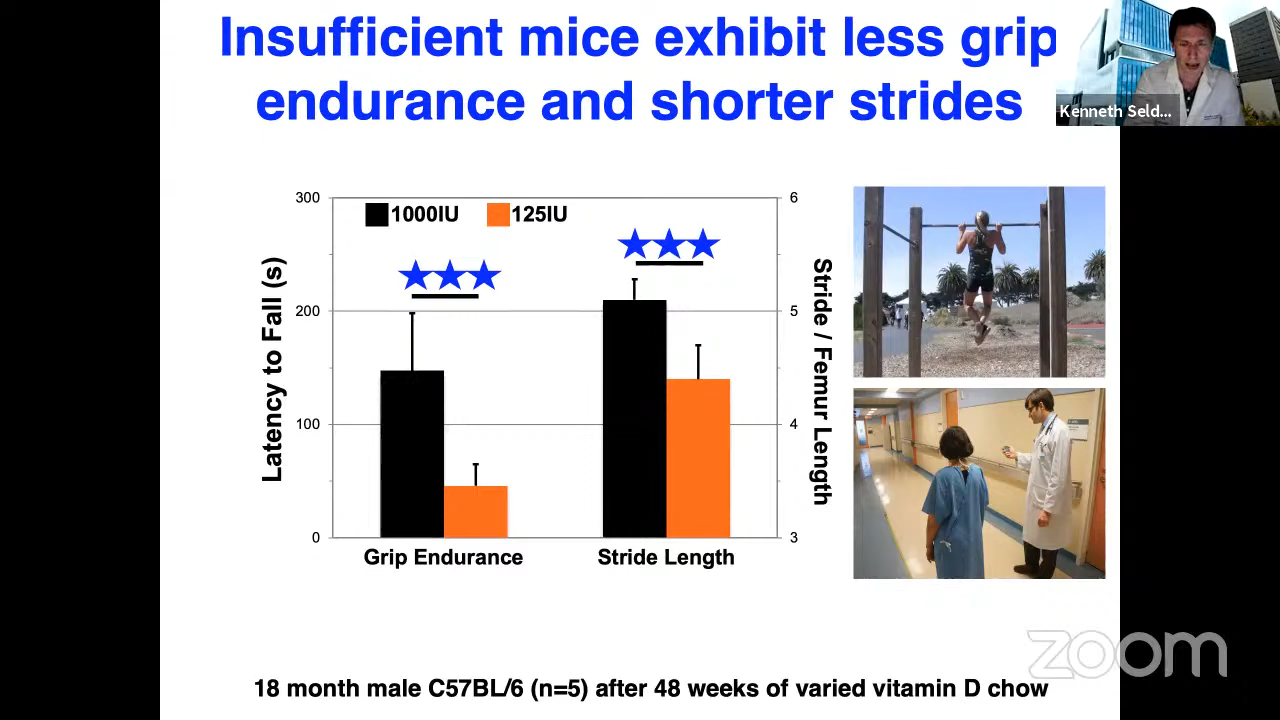 Insufficient mice exhibit less grip
endurance and shorter strides
Kenneth Seld...
300
200
100
0
Latency to Fall (s)
1000IU
125IU
6
5
4
3
Stride / Femur Length
Grip Endurance
Stride Length
zoom
18 month male C57BL/6 (n=5) after 48 weeks of varied vitamin D chow